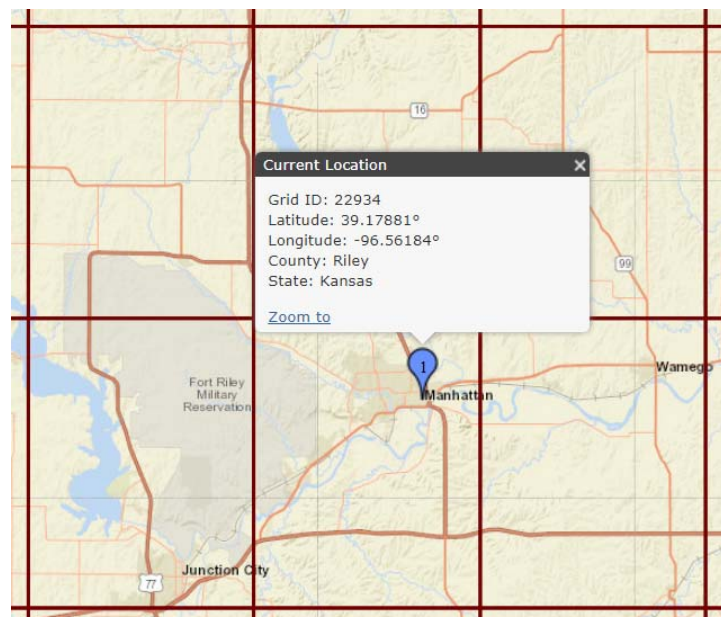 16
Current Location
Grid ID: 22934
Latitude: 39.17881°
Longitude: -96.56184°
County: Riley
State: Kansas
Zoom to
99
1
Wamego
Fort Riley
Military
Reservation
Manhattan
Junction City
77